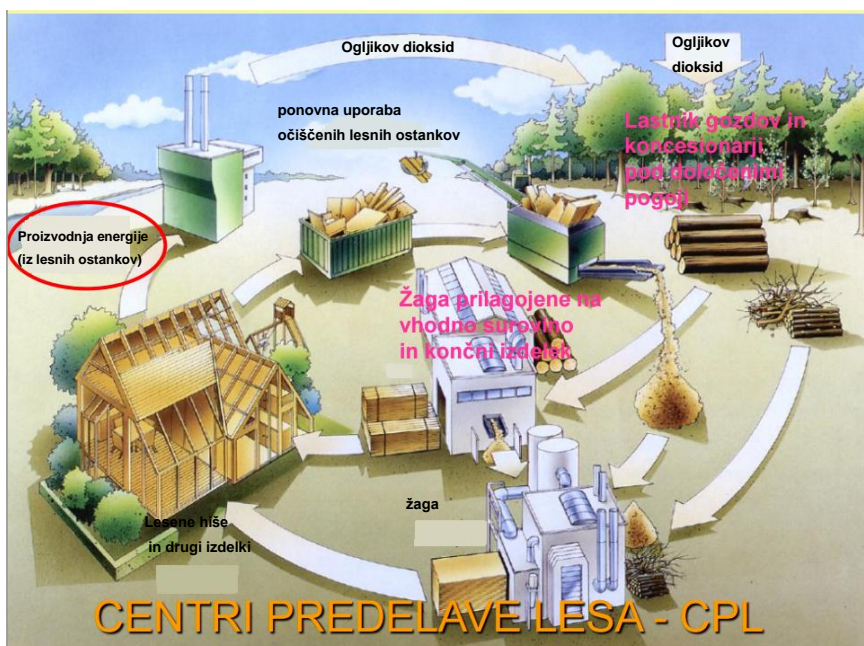 Ogljikov dioksid
Ogljikov
dioksid
ponovna uporaba
očiščenih lesnih ostankov
Lastnik gozdov in
koncesionarji
pod določenimi
pogoj)
Proizvodnja energije
(iz lesnih ostankov)
Žaga prilagojene na
vhodno surovino
in končni izdelek
žaga
Lesene hiše
in drugi izdelki
CENTRI PREDELAVE LESA - CPL